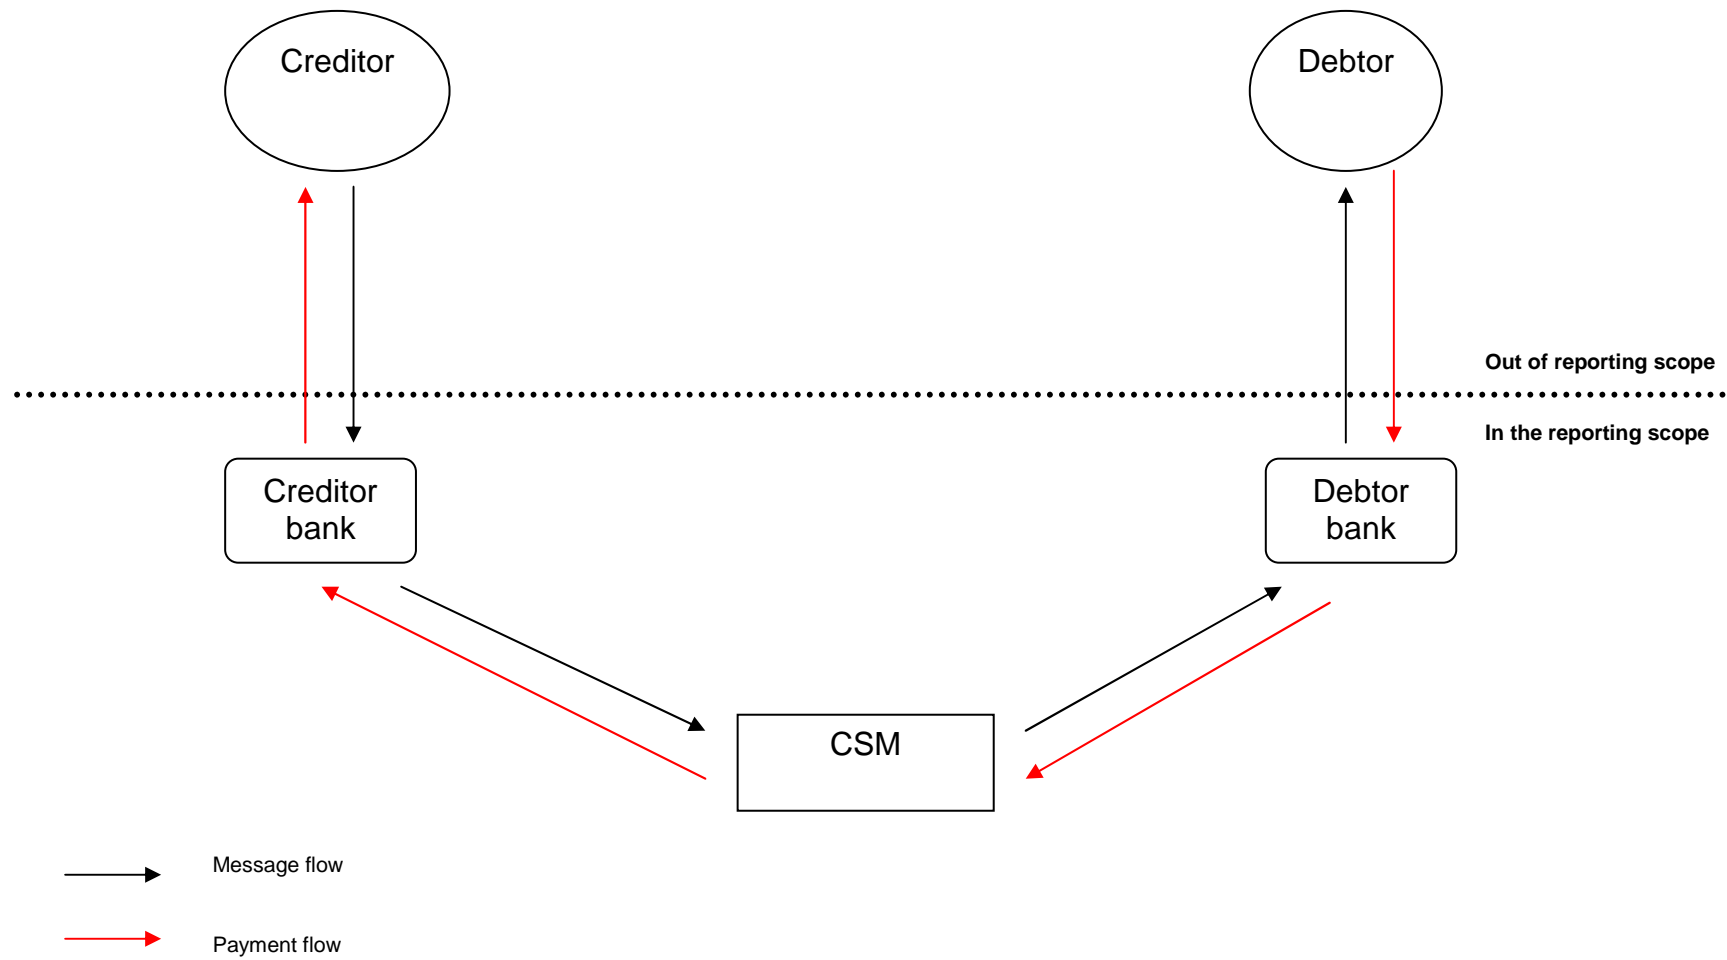 Creditor
Debtor
Out of reporting scope
In the reporting scope
Creditor
bank
Debtor
bank
CSM
Message flow
Payment flow